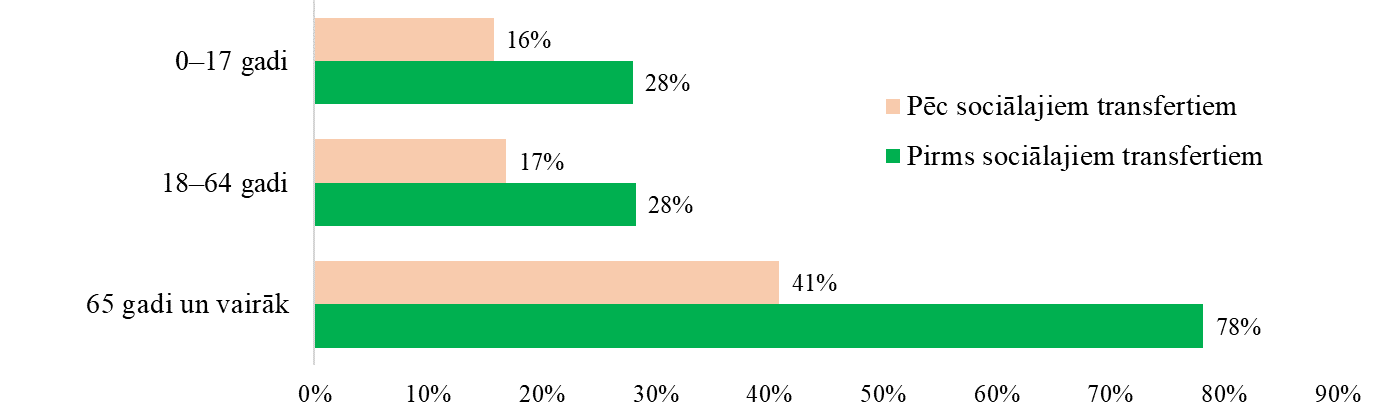 0–17 gadi
16%
28%
18–64 gadi
17%
28%
65 gadi un vairāk
41%
78%
Pēc sociālajiem transfertiem
Pirms sociālajiem transfertiem
0% 10% 20% 30% 40% 50% 60% 70% 80% 90%